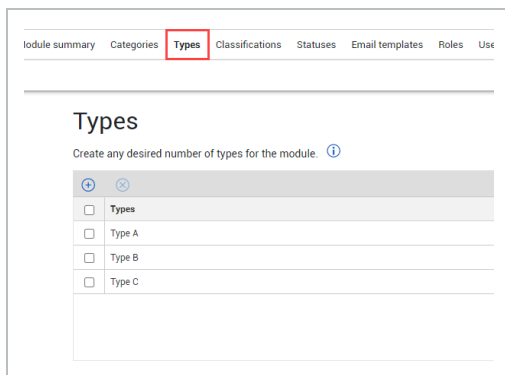 odule summary Categories Types Classifications Statuses Email templates Roles Use
Types
Create any desired number of types for the module.
Types
Type A
Type B
Type C